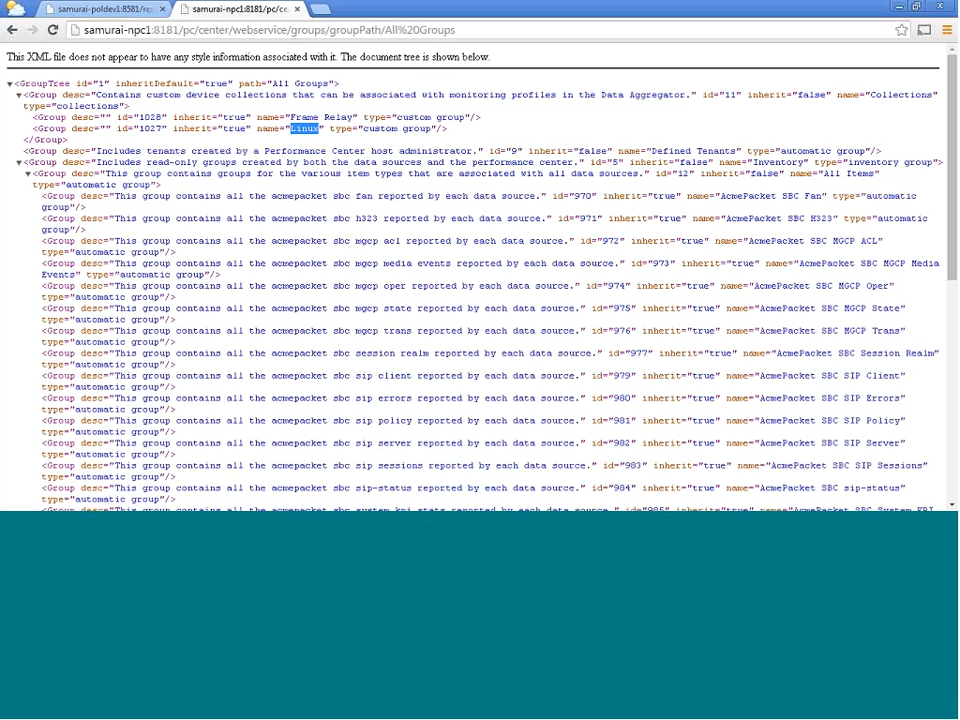 samurai-poldev1:8581/res
samurai-npc1:8181/pc/ce
samurai-npc1:8181/pc/center/webservice/groups/groupPath/All%20Groups
This XML file does not appear to have any style information associated with it. The document tree is shown below.
▼<GroupTree id="1" inheritDefault="true" path="All Groups">
▼<Group desc="Contains custom device collections that can be associated with monitoring profiles in the Data Aggregator." id="11" inherit="false" name="Collections"
type="collections">
<Group desc="" id="1028" inherit="true" name="Frame Relay" type="custom group"/>
<Group desc="" id="1027" inherit="true" name="Linux" type="custom group"/>
</Group>
<Group desc="Includes tenants created by a Performance Center host administrator." id="9" inherit="false" name="Defined Tenants" type="automatic group"/>
▼<Group desc="Includes read-only groups created by both the data sources and the performance center." id="5" inherit="false" name="Inventory" type="inventory group">
▼<Group desc="This group contains groups for the various item types that are associated with all data sources." id="12" inherit="false" name="All Items"
type="automatic group">
<Group desc="This group contains all the acmepacket sbc fan reported by each data source." id="970" inherit="true" name="AcmePacket SBC Fan" type="automatic
group"/>
<Group desc="This group contains all the acmepacket sbc h323 reported by each data source." id="971" inherit="true" name="AcmePacket SBC H323" type="automatic
group"/>
<Group desc="This group contains all the acmepacket sbc mgcp acl reported by each data source." id="972" inherit="true" name="AcmePacket SBC MGCP ACL"
type="automatic group"/>
<Group desc="This group contains all the acmepacket sbc mgcp media events reported by each data source." id="973" inherit="true" name="AcmePacket SBC MGCP Media
Events" type="automatic group"/>
<Group desc="This group contains all the acmepacket sbc mgcp oper reported by each data source." id="974" inherit="true" name="AcmePacket SBC MGCP Oper"
type="automatic group"/>
<Group desc="This group contains all the acmepacket sbc mgcp state reported by each data source." id="975" inherit="true" name="AcmePacket SBC MGCP State"
type="automatic group"/>
<Group desc="This group contains all the acmepacket sbc mgcp trans reported by each data source." id="976" inherit="true" name="AcmePacket SBC MGCP Trans"
type="automatic group"/>
<Group desc="This group contains all the acmepacket sbc session realm reported by each data source." id="977" inherit="true" name="AcmePacket SBC Session Realm"
type="automatic group"/>
<Group desc="This group contains all the acmepacket sbc sip client reported by each data source." id="979" inherit="true" name="AcmePacket SBC SIP Client"
type="automatic group"/>
<Group desc="This group contains all the acmepacket sbc sip errors reported by each data source." id="980" inherit="true" name="AcmePacket SBC SIP Errors"
type="automatic group"/>
<Group desc="This group contains all the acmepacket sbc sip policy reported by each data source." id="981" inherit="true" name="AcmePacket SBC SIP Policy"
type="automatic group"/>
<Group desc="This group contains all the acmepacket sbc sip server reported by each data source." id="982" inherit="true" name="AcmePacket SBC SIP Server"
type="automatic group"/>
<Group desc="This group contains all the acmepacket sbc sip sessions reported by each data source." id="983" inherit="true" name="AcmePacket SBC SIP Sessions"
type="automatic group"/>
<Group desc="This group contains all the acmepacket sbc sip-status reported by each data source." id="984" inherit="true" name="AcmePacket SBC sip-status"
type="automatic group"/>
<Group desc="This group contains all the acmepacket sbc system kpi stats reported by each data source." id="985" inherit="true" name="AcmePacket SBC System KPI